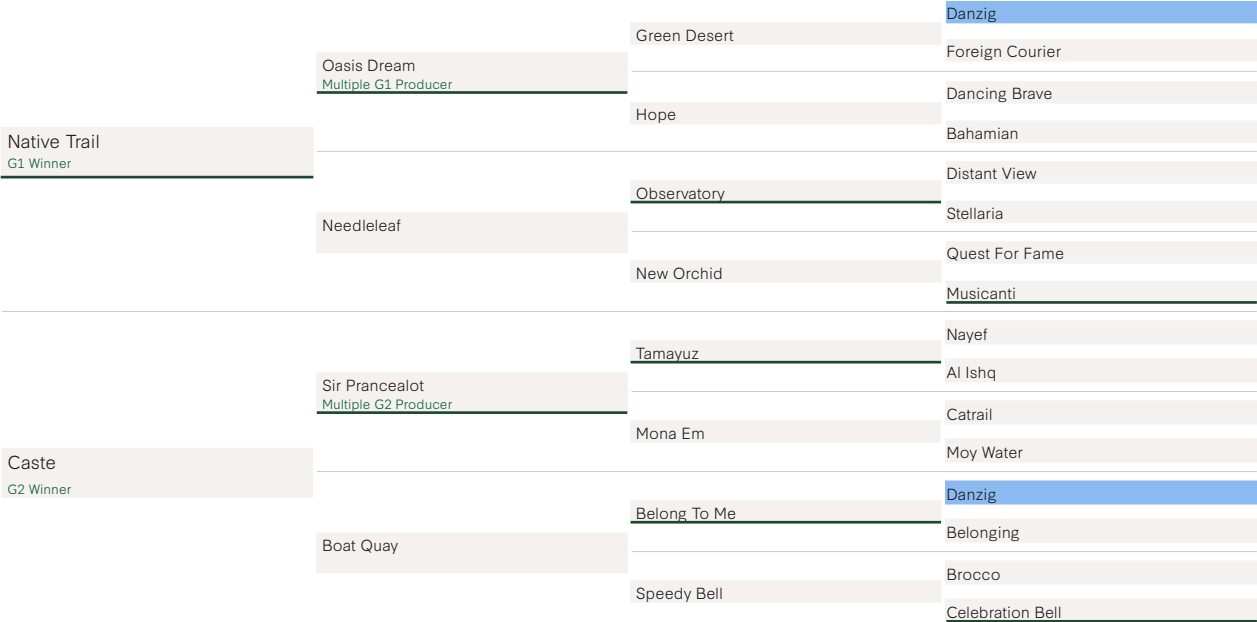 Danzig
Green Desert
Foreign Courier
Oasis Dream
Multiple G1 Producer
Dancing Brave
Hope
Bahamian
Native Trail
G1 Winner
Distant View
Observatory
Stellaria
Needleleaf
Quest For Fame
New Orchid
Musicanti
Nayef
Tamayuz
Al Ishq
Sir Prancealot
Multiple G2 Producer
Catrail
Mona Em
Moy Water
Caste
G2 Winner
Danzig
Belong To Me
Belonging
Boat Quay
Brocco
Speedy Bell
Celebration Bell